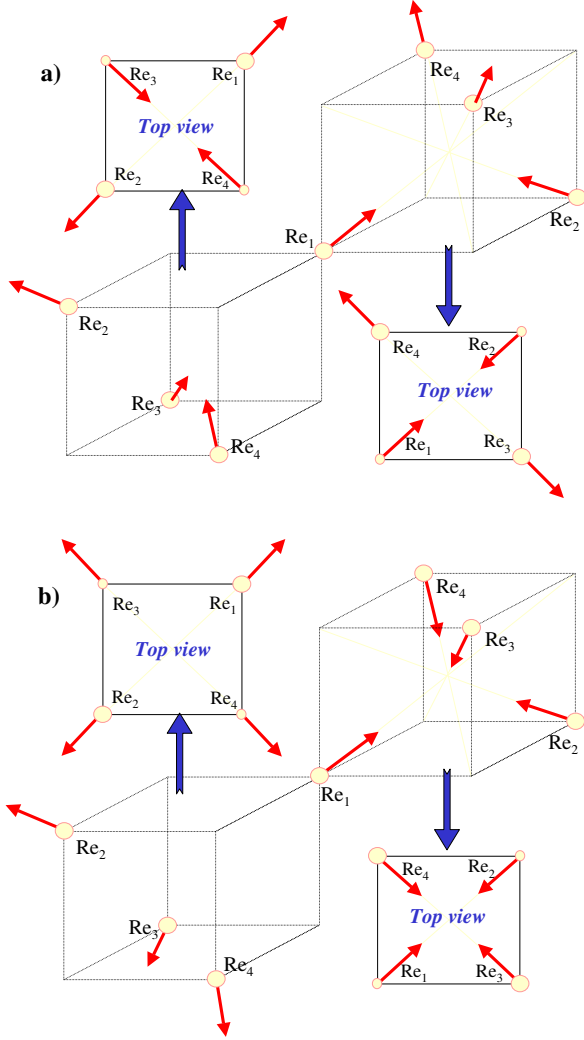 a)
Re₃
Re₁
Top view
Re₂
Re₄
Re₄
Re₃
Re₂
Re₁
Re₂
Re₃
Re₄
Re₄
Re₂
Top view
Re₁
Re₃
b)
Re₃
Re₁
Top view
Re₂
Re₄
Re₄
Re₃
Re₂
Re₁
Re₂
Re₃
Re₄
Re₄
Re₂
Top view
Re₁
Re₃